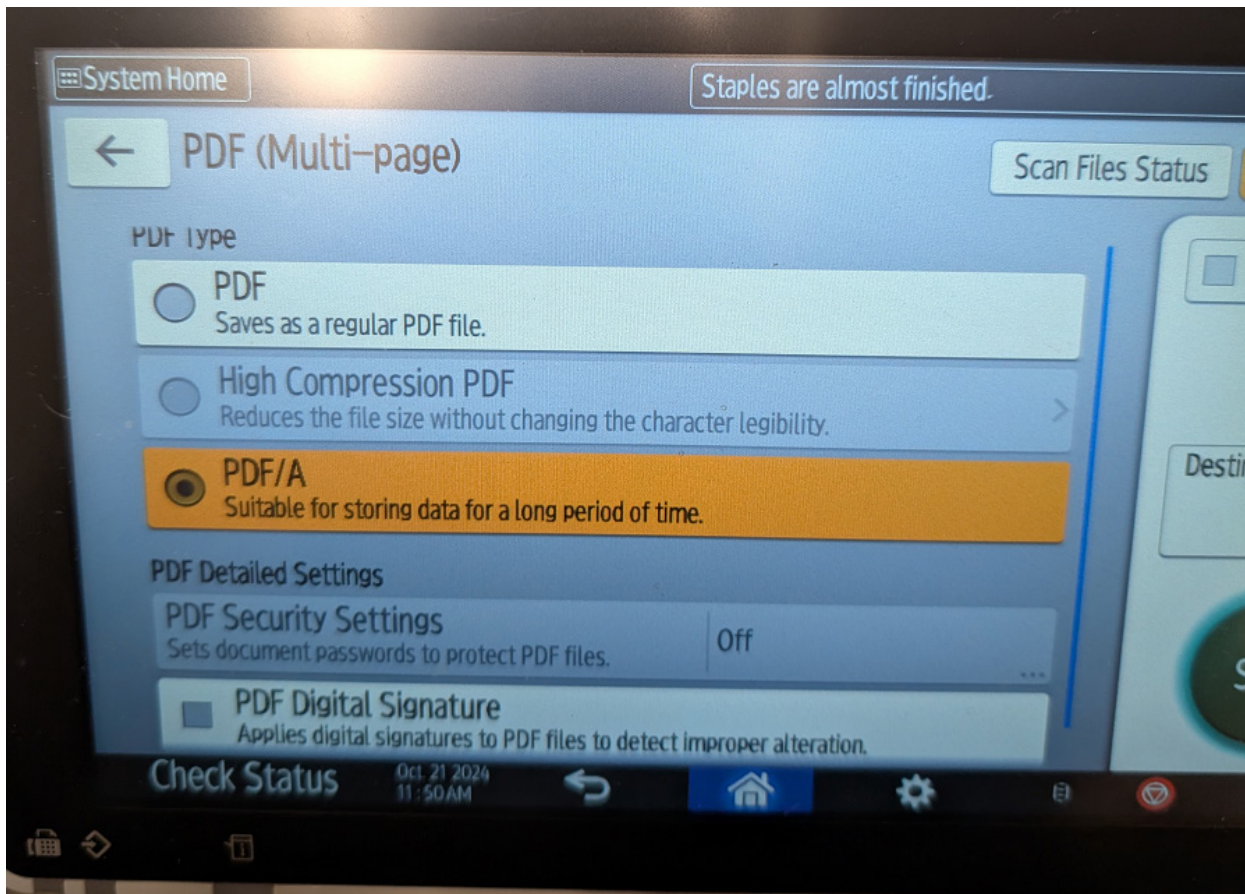 System Home
Staples are almost finished.
PDF (Multi-page)
Scan Files Status
PDF Type
PDF
Saves as a regular PDF file.
High Compression PDF
Reduces the file size without changing the character legibility.
PDF/A
Suitable for storing data for a long period of time.
PDF Detailed Settings
PDF Security Settings
Off
Sets document passwords to protect PDF files.
PDF Digital Signature
Applies digital signatures to PDF files to detect improper alteration.
Check Status
Oct. 21 2024
11:50 AM